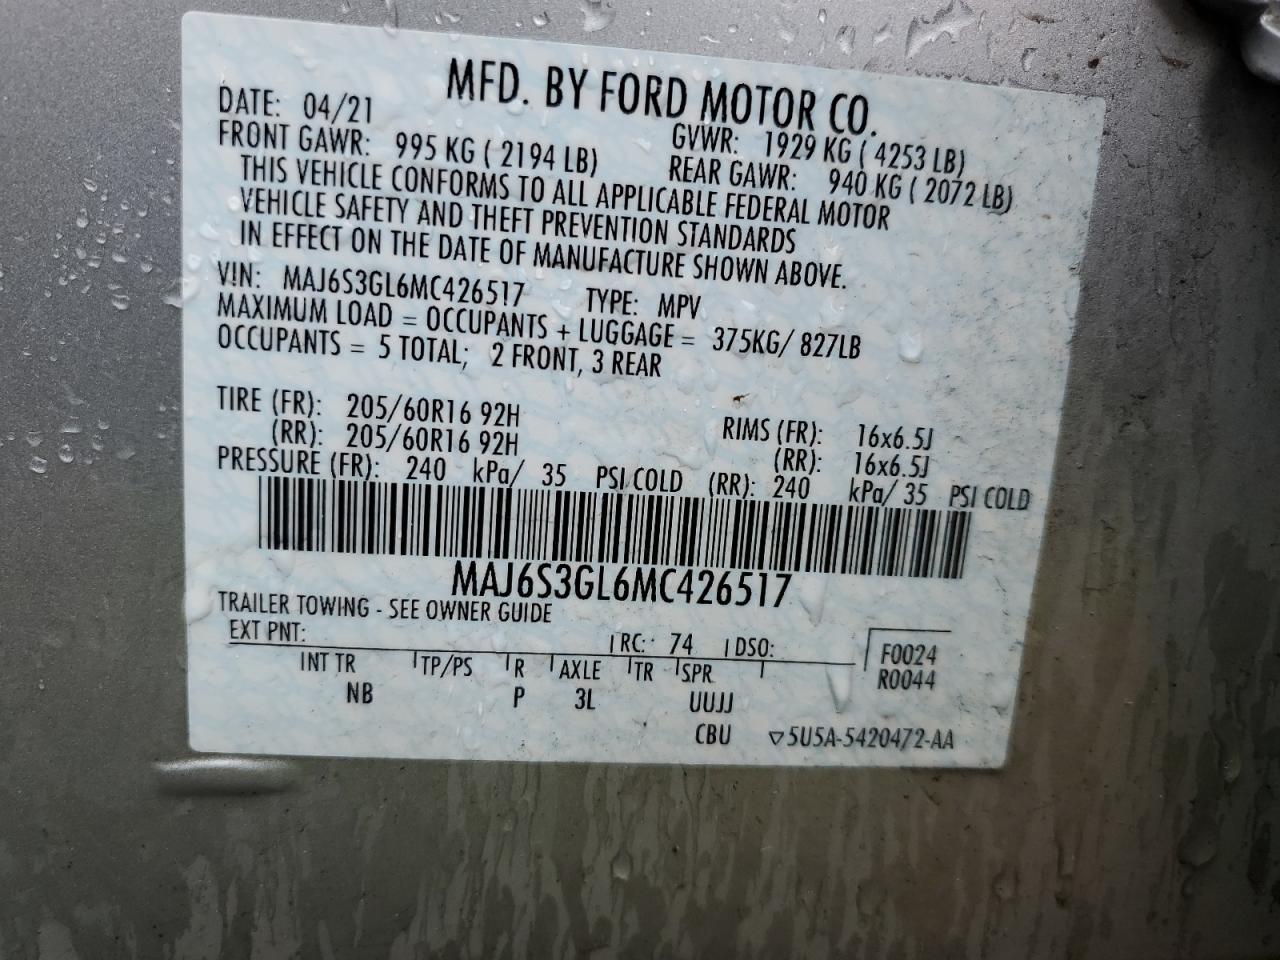 MFD. BY FORD MOTOR CO.
DATE: 04/21 GVWR: 1929 KG ( 4253 LB)
FRONT GAWR: 995 KG ( 2194 LB) REAR GAWR: 940 KG ( 2072 LB)
THIS VEHICLE CONFORMS TO ALL APPLICABLE FEDERAL MOTOR
VEHICLE SAFETY AND THEFT PREVENTION STANDARDS
IN EFFECT ON THE DATE OF MANUFACTURE SHOWN ABOVE.
VIN: MAJ6S3GL6MC426517 TYPE: MPV
MAXIMUM LOAD = OCCUPANTS + LUGGAGE = 375KG/ 827LB
OCCUPANTS = 5 TOTAL; 2 FRONT, 3 REAR
TIRE (FR): 205/60R16 92H RIMS (FR): 16x6.5J
(RR): 205/60R16 92H (RR): 16x6.5J
PRESSURE (FR): 240 kPa/ 35 PSI COLD (RR): 240 kPa/ 35 PSI COLD
MAJ6S3GL6MC426517
TRAILER TOWING - SEE OWNER GUIDE
EXT PNT: RC: 74 DSO: F0024
INT TR TP/PS R AXLE TR SPR R0044
NB P 3L UUJJ
CBU ▽5U5A-5420472-AA